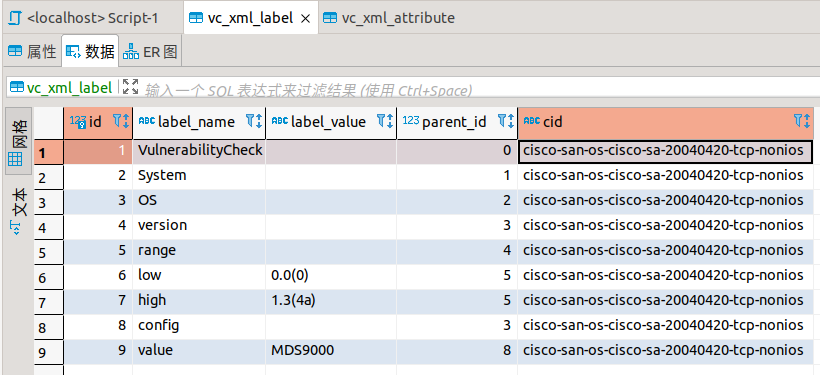 <localhost> Script-1 vc_xml_label × vc_xml_attribute
属性 数据 ER 图
vc_xml_label 输入一个 SQL 表达式来过滤结果 (使用 Ctrl+Space)
网格
文本
123 id ABC label_name ABC label_value 123 parent_id ABC cid
1 1 VulnerabilityCheck 0 cisco-san-os-cisco-sa-20040420-tcp-nonios
2 2 System 1 cisco-san-os-cisco-sa-20040420-tcp-nonios
3 3 OS 2 cisco-san-os-cisco-sa-20040420-tcp-nonios
4 4 version 3 cisco-san-os-cisco-sa-20040420-tcp-nonios
5 5 range 4 cisco-san-os-cisco-sa-20040420-tcp-nonios
6 6 low 0.0(0) 5 cisco-san-os-cisco-sa-20040420-tcp-nonios
7 7 high 1.3(4a) 5 cisco-san-os-cisco-sa-20040420-tcp-nonios
8 8 config 3 cisco-san-os-cisco-sa-20040420-tcp-nonios
9 9 value MDS9000 8 cisco-san-os-cisco-sa-20040420-tcp-nonios